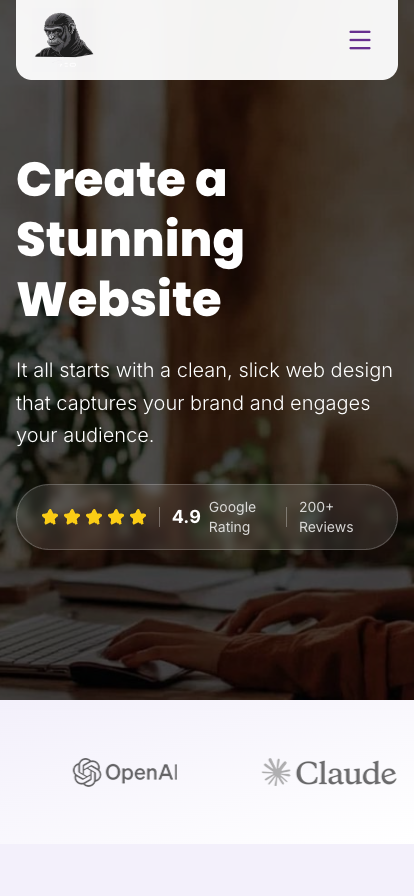 Create a
Stunning
Website
It all starts with a clean, slick web design
that captures your brand and engages
your audience.
4.9 Google Rating 200+ Reviews
OpenAI Claude